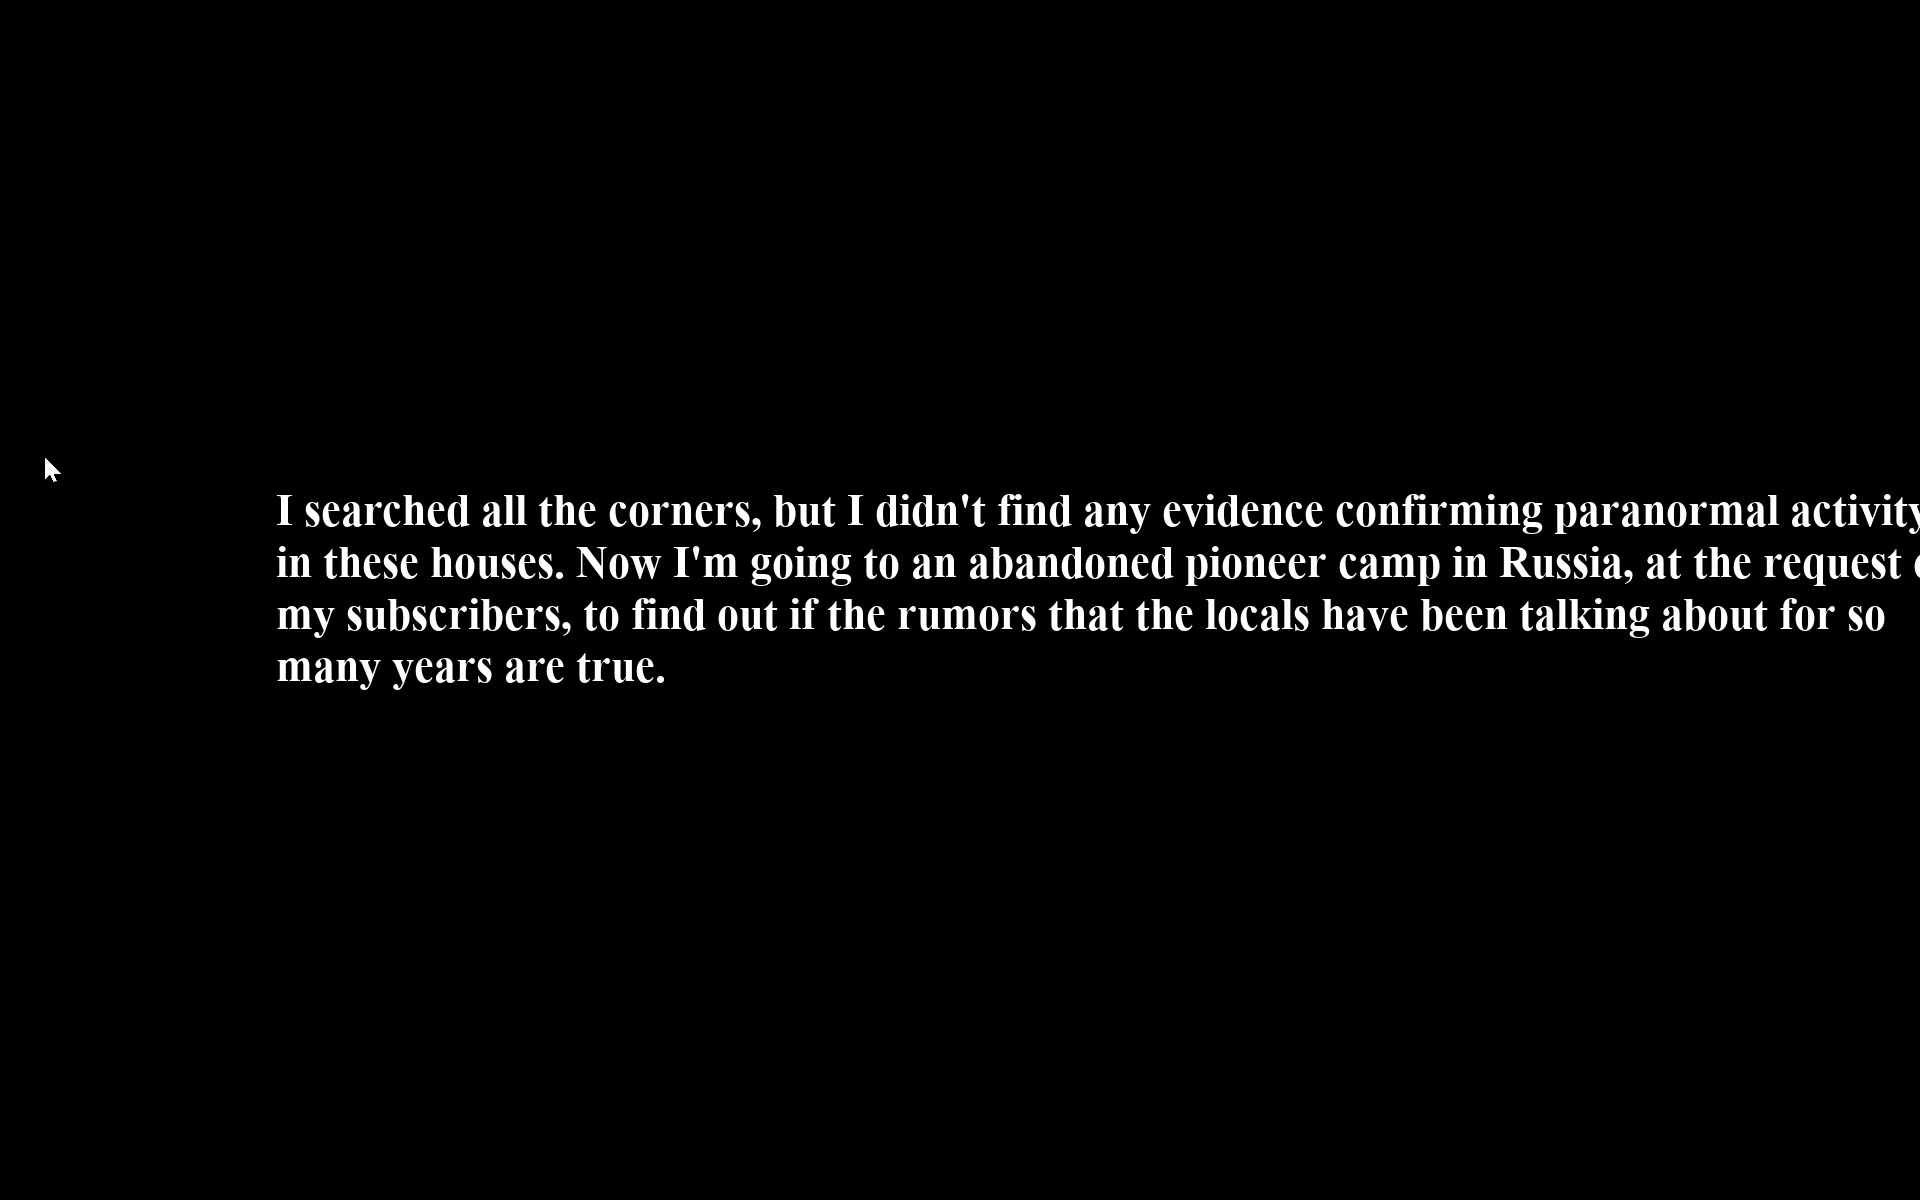 I searched all the corners, but I didn't find any evidence confirming paranormal activity
in these houses. Now I'm going to an abandoned pioneer camp in Russia, at the request
my subscribers, to find out if the rumors that the locals have been talking about for so
many years are true.